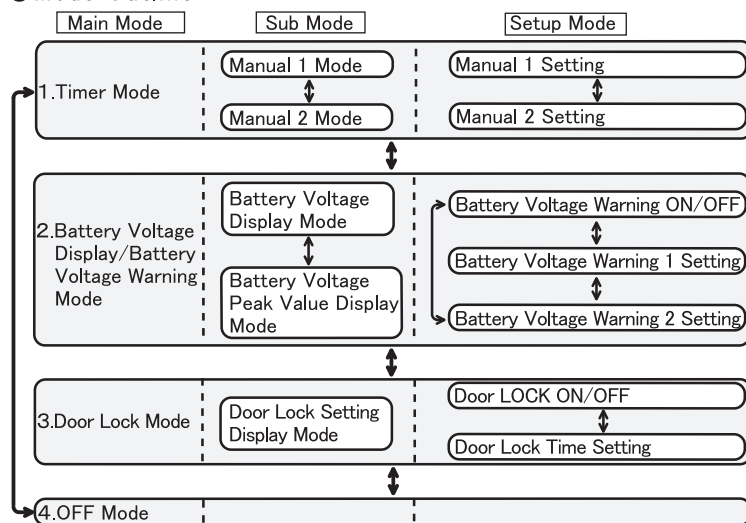 Main Mode
Sub Mode
Setup Mode
1.Timer Mode
Manual 1 Mode
Manual 2 Mode
Manual 1 Setting
Manual 2 Setting
2.Battery Voltage
Display/Battery
Voltage Warning
Mode
Battery Voltage
Display Mode
Battery Voltage
Peak Value Display
Mode
Battery Voltage Warning ON/OFF
Battery Voltage Warning 1 Setting
Battery Voltage Warning 2 Setting
3.Door Lock Mode
Door Lock Setting
Display Mode
Door LOCK ON/OFF
Door Lock Time Setting
4.OFF Mode